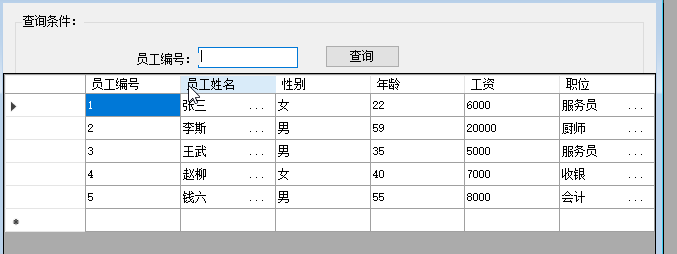 查询条件:
员工编号: 查询
员工编号 员工姓名 性别 年龄 工资 职位
1 张三 ... 女 22 6000 服务员 ...
2 李斯 ... 男 59 20000 厨师 ...
3 王武 ... 男 35 5000 服务员 ...
4 赵柳 ... 女 40 7000 收银 ...
5 钱六 ... 男 55 8000 会计 ...